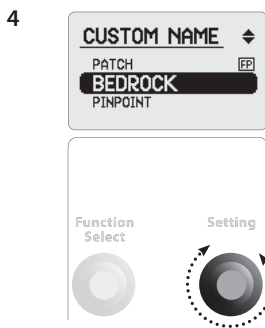 4
CUSTOM NAME
PATCH FP
BEDROCK
PINPOINT
Function Setting
Select